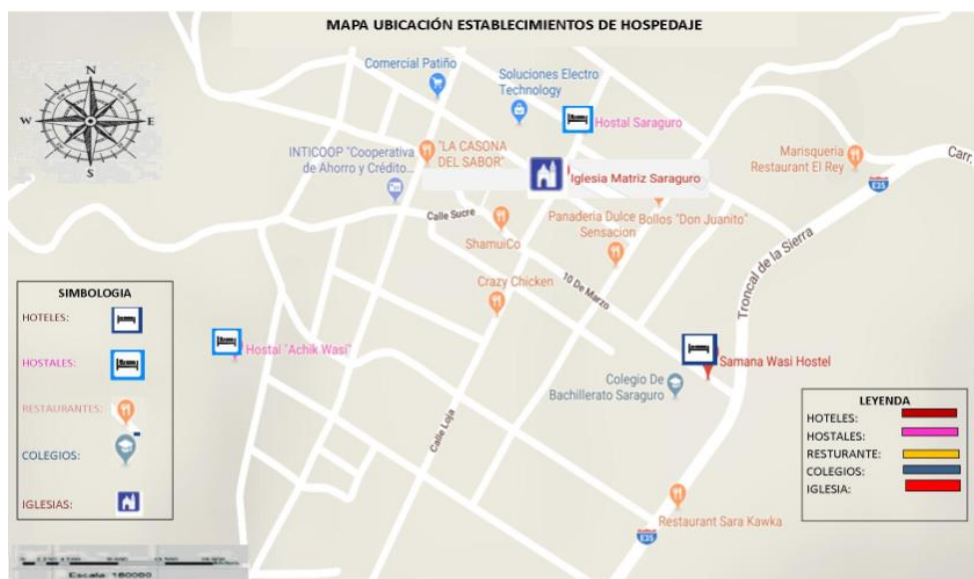 MAPA UBICACIÓN ESTABLECIMIENTOS DE HOSPEDAJE
N
W
E
S
Comercial Patiño
Soluciones Electro
Technology
Hostal Saraguro
INTICOOP "Cooperativa
de Ahorro y Crédito...
"LA CASONA
DEL SABOR"
Iglesia Matriz Saraguro
Marisqueria
Restaurant El Rey
Carr
E35
Calle Sucre
ShamuiCo
Panaderia Dulce
Sensacion
Bollos "Don Juanito"
Troncal de la Sierra
Crazy Chicken
10 De Marzo
Hostal "Achik Wasi"
Samana Wasi Hostel
Colegio De
Bachillerato Saraguro
Calle Loja
Restaurant Sara Kawka
E35
SIMBOLOGIA
HOTELES:
HOSTALES:
RESTAURANTES:
COLEGIOS:
IGLESIAS:
LEYENDA
HOTELES:
HOSTALES:
RESTURANTE:
COLEGIOS:
IGLESIA:
Escala: 160000